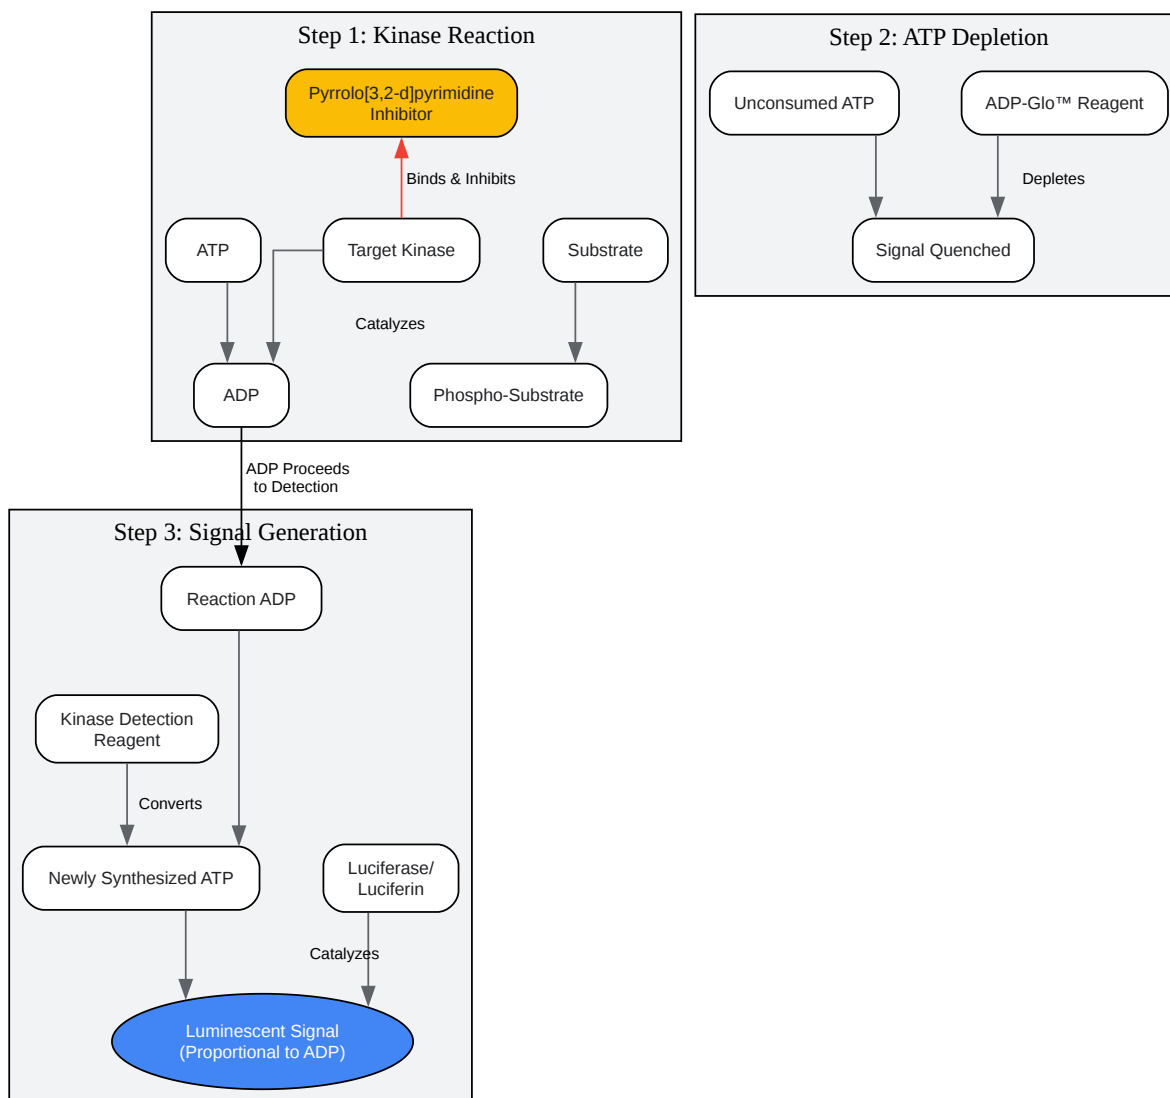 Step 1: Kinase Reaction
Pyrrolo[3,2-d]pyrimidine
Inhibitor
Binds & Inhibits
ATP
Target Kinase
Substrate
Catalyzes
ADP
Phospho-Substrate
Step 2: ATP Depletion
Unconsumed ATP
ADP-Glo™ Reagent
Depletes
Signal Quenched
ADP Proceeds
to Detection
Step 3: Signal Generation
Reaction ADP
Kinase Detection
Reagent
Converts
Newly Synthesized ATP
Luciferase/
Luciferin
Catalyzes
Luminescent Signal
(Proportional to ADP)